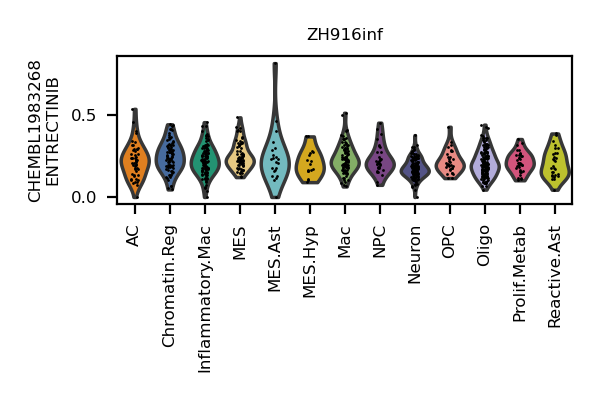 ZH916inf
CHEMBL1983268
ENTRECTINIB
0.5
0.0
AC
Chromatin.Reg
Inflammatory.Mac
MES
MES.Ast
MES.Hyp
Mac
NPC
Neuron
OPC
Oligo
Prolif.Metab
Reactive.Ast